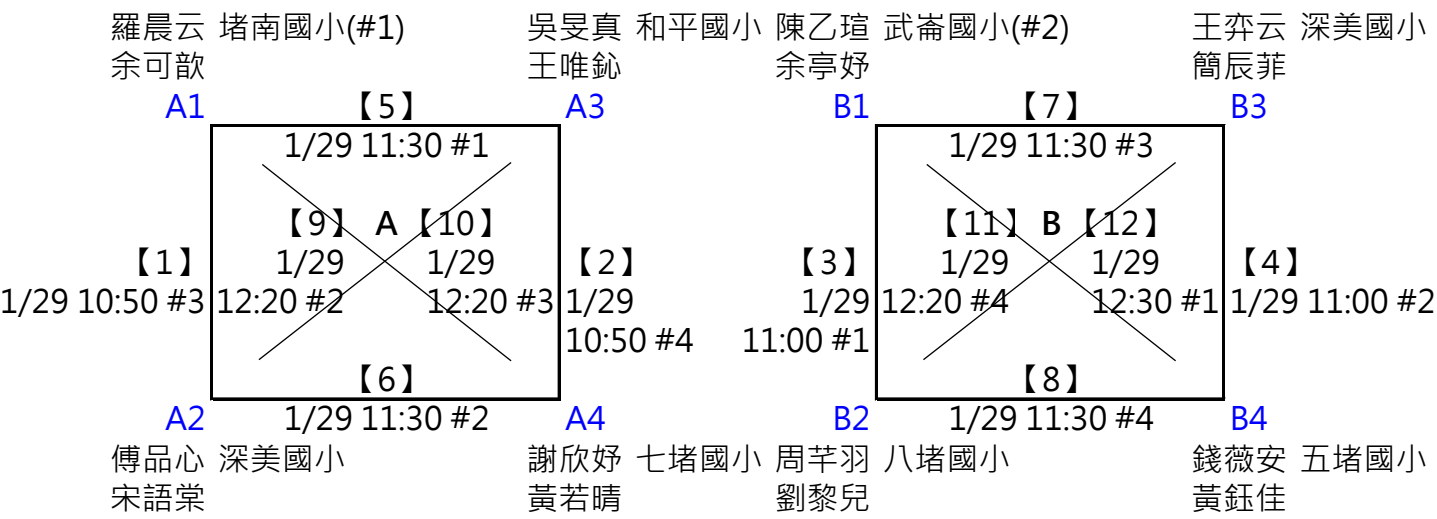 羅晨云 堵南國小(#1) 吳旻真 和平國小 陳乙瑄 武崙國小(#2) 王弈云 深美國小
余可歆 王唯鈊 余亭妤 簡辰菲
A1 【5】 A3 B1 【7】 B3
1/29 11:30 #1 1/29 11:30 #3
【9】 A 【10】 【11】 B 【12】
【1】 1/29 1/29 【2】 【3】 1/29 1/29 【4】
1/29 10:50 #3 12:20 #2 12:20 #3 1/29 1/29 12:20 #4 12:30 #1 1/29 11:00 #2
10:50 #4 11:00 #1
【6】 【8】
A2 1/29 11:30 #2 A4 B2 1/29 11:30 #4 B4
傅品心 深美國小 謝欣妤 七堵國小 周芊羽 八堵國小 錢薇安 五堵國小
宋語棠 黃若晴 劉黎兒 黃鈺佳